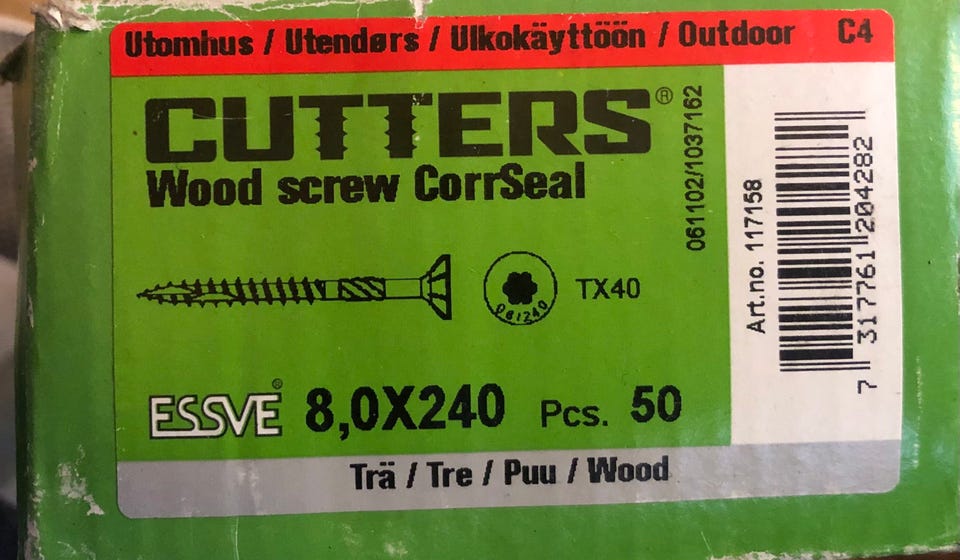 Utomhus / Utendørs / Ulkokäyttöön / Outdoor C4
CUTTERS®
Wood screw CorrSeal
061102/1037162
TX40
081240
ESSVE®
8,0X240 Pcs. 50
Art.no. 117158
7 317761 204282
Trä / Tre / Puu / Wood